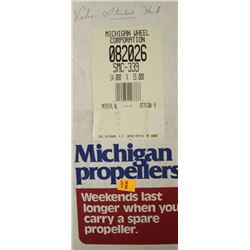 MICHIGAN WHEEL
CORPORATION
082026
SMC-339
14.000 X 15.000
Michigan
propellers
Weekends last
longer when you
carry a spare
propeller.